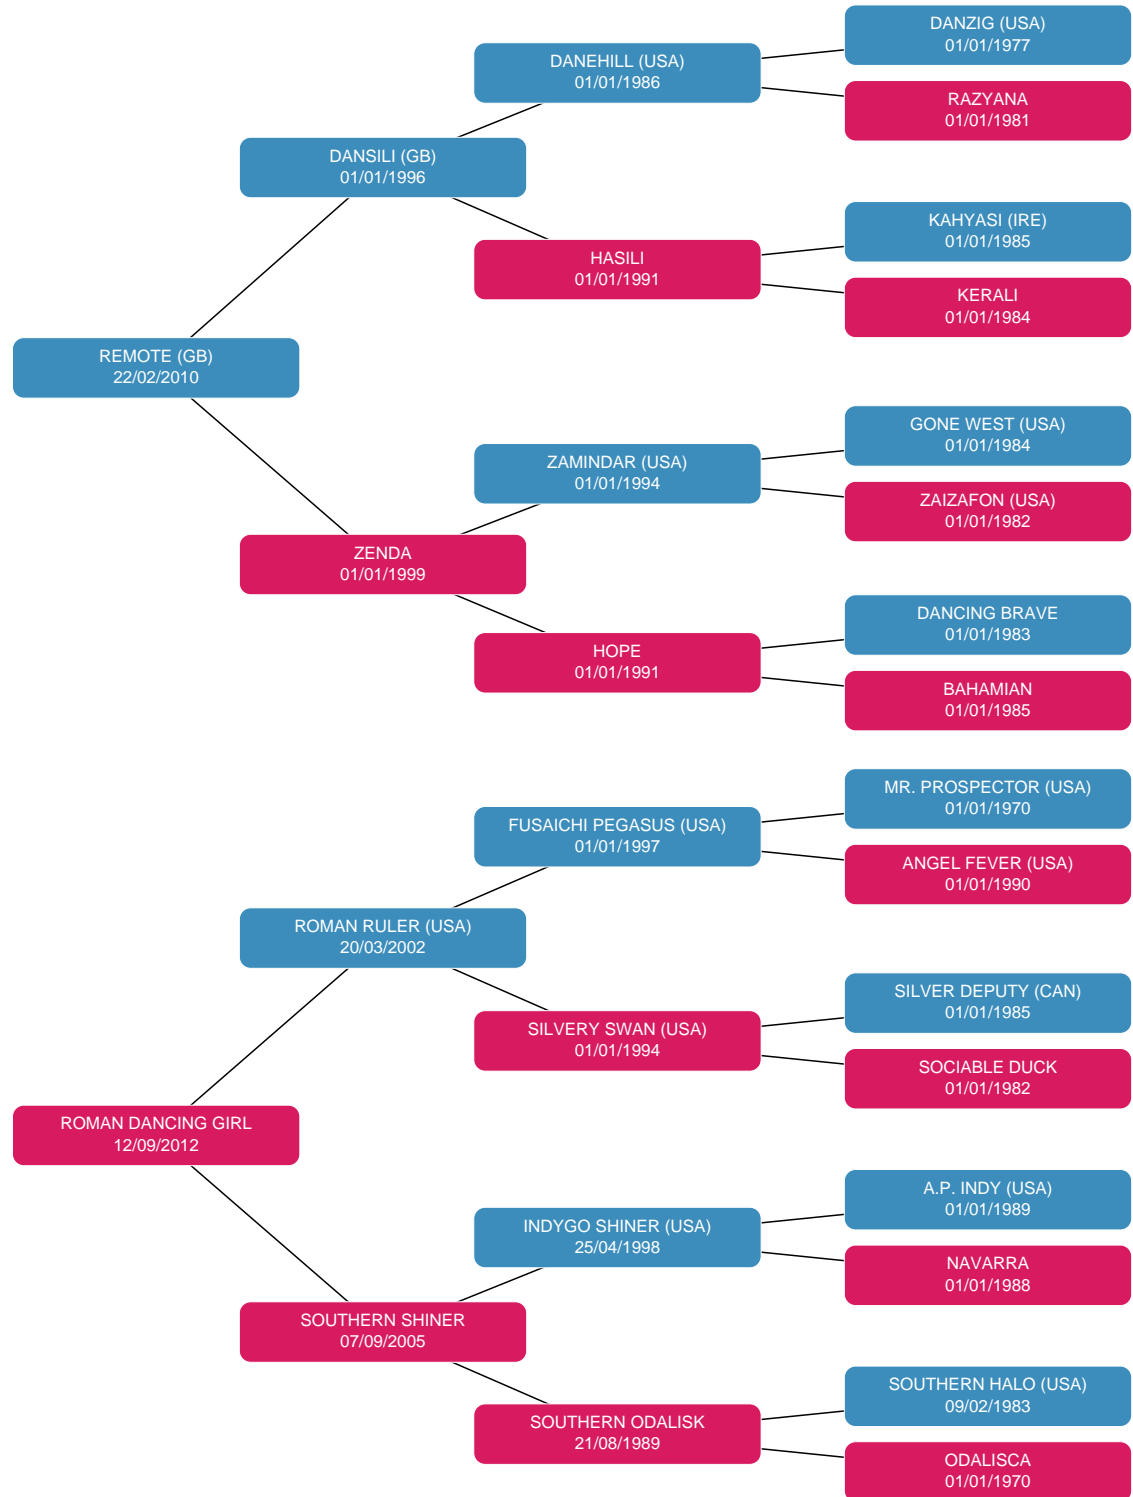 DANZIG (USA)
01/01/1977
DANEHILL (USA)
01/01/1986
RAZYANA
01/01/1981
DANSILI (GB)
01/01/1996
KAHYASI (IRE)
01/01/1985
HASILI
01/01/1991
KERALI
01/01/1984
REMOTE (GB)
22/02/2010
GONE WEST (USA)
01/01/1984
ZAMINDAR (USA)
01/01/1994
ZAIZAFON (USA)
01/01/1982
ZENDA
01/01/1999
DANCING BRAVE
01/01/1983
HOPE
01/01/1991
BAHAMIAN
01/01/1985
MR. PROSPECTOR (USA)
01/01/1970
FUSAICHI PEGASUS (USA)
01/01/1997
ANGEL FEVER (USA)
01/01/1990
ROMAN RULER (USA)
20/03/2002
SILVER DEPUTY (CAN)
01/01/1985
SILVERY SWAN (USA)
01/01/1994
SOCIABLE DUCK
01/01/1982
ROMAN DANCING GIRL
12/09/2012
A.P. INDY (USA)
01/01/1989
INDYGO SHINER (USA)
25/04/1998
NAVARRA
01/01/1988
SOUTHERN SHINER
07/09/2005
SOUTHERN HALO (USA)
09/02/1983
SOUTHERN ODALISK
21/08/1989
ODALISCA
01/01/1970